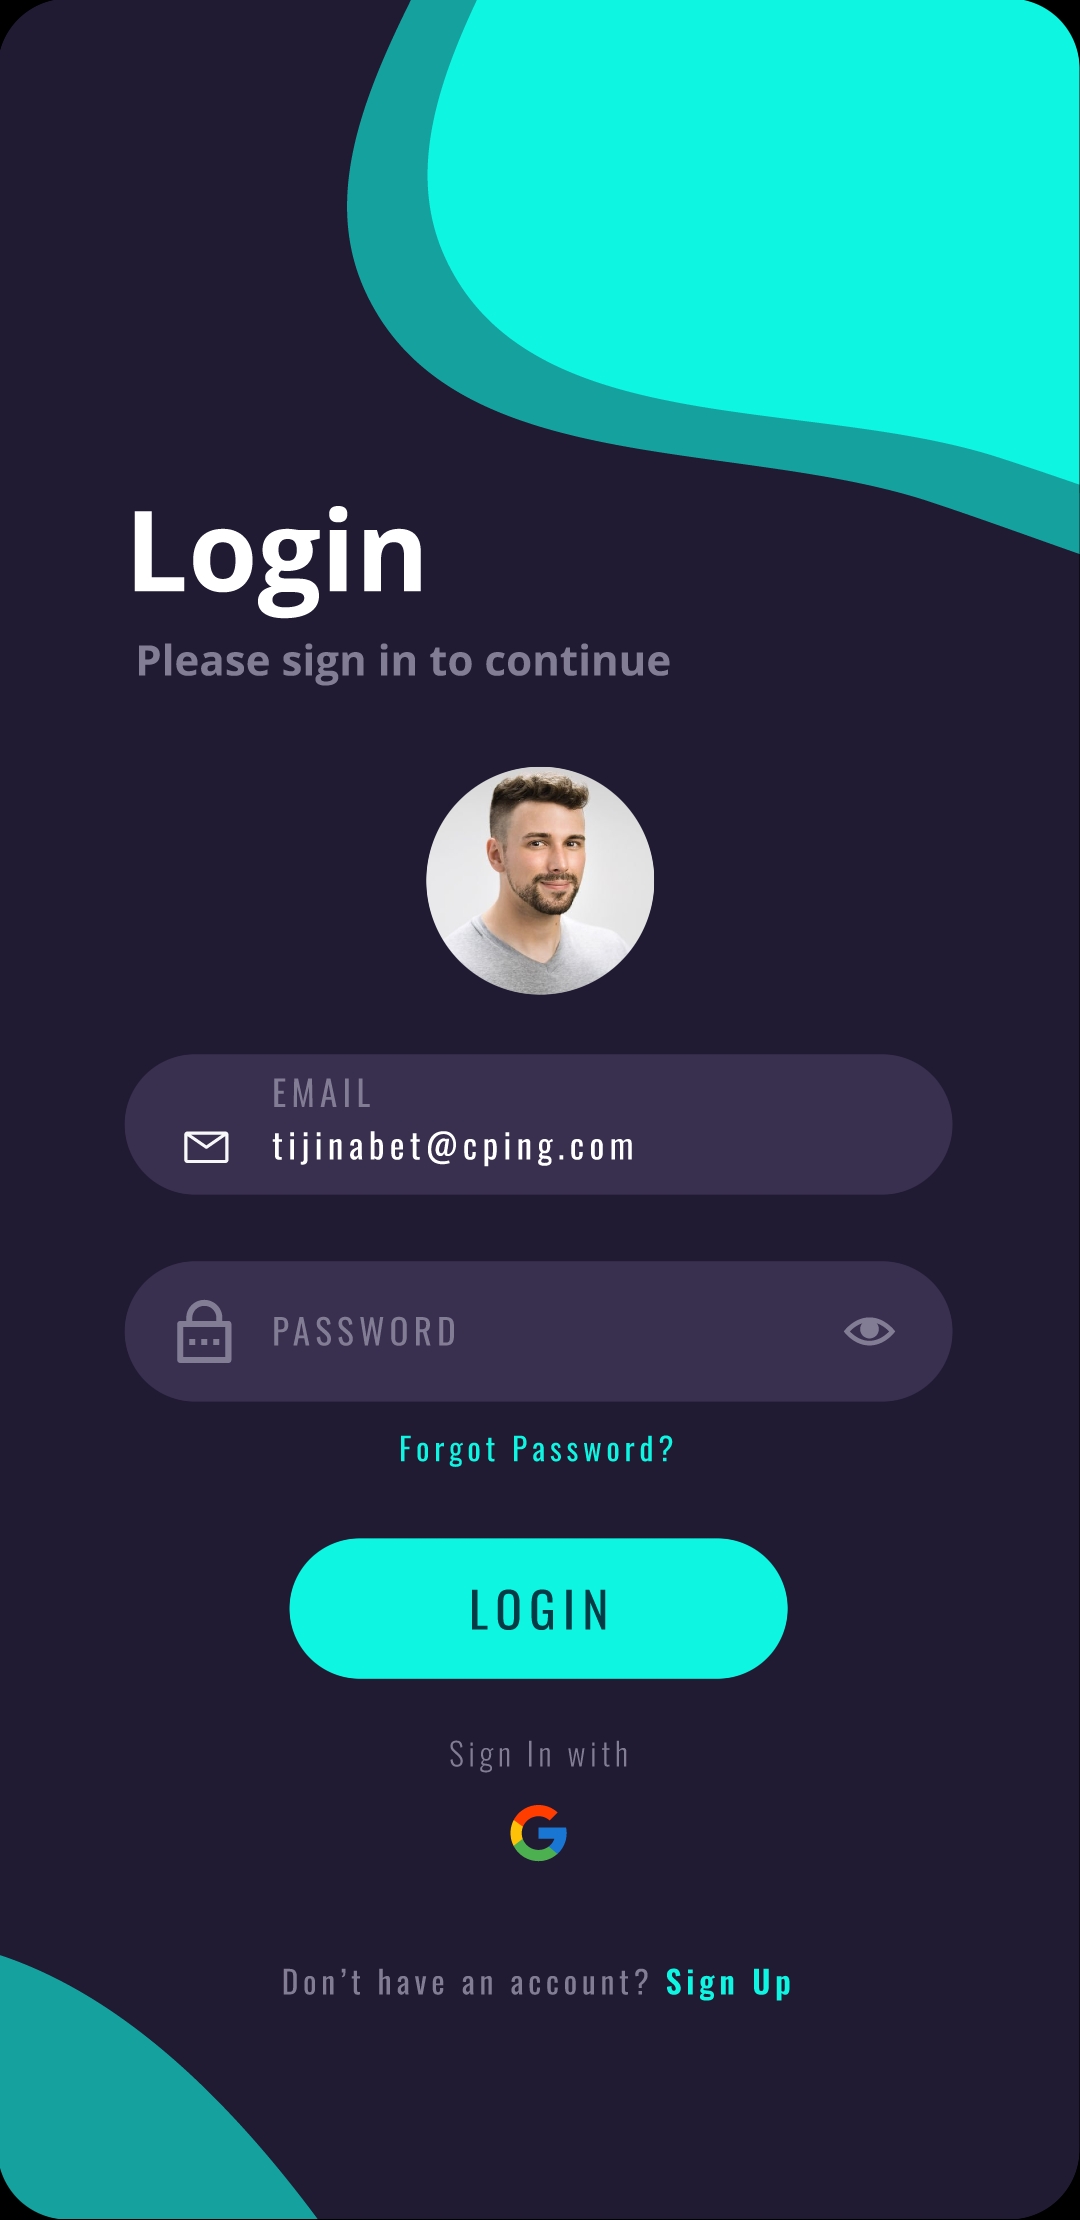 Login
Please sign in to continue
EMAIL
tijinabet@cping.com
PASSWORD
Forgot Password?
LOGIN
Sign In with
Don't have an account? Sign Up